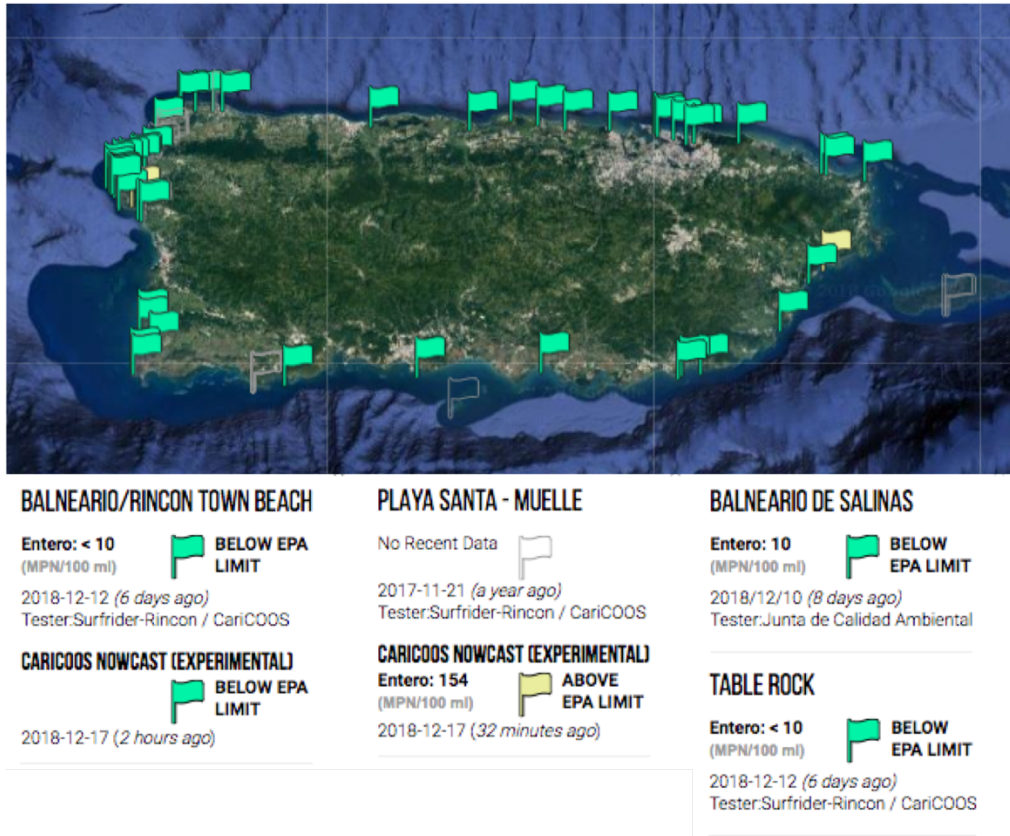 BALNEARIO/RINCON TOWN BEACH
Entero: < 10
(MPN/100 ml)
BELOW EPA
LIMIT
2018-12-12 (6 days ago)
Tester:Surfrider-Rincon / CariCOOS
CARICOOS NOWCAST (EXPERIMENTAL)
BELOW EPA
LIMIT
2018-12-17 (2 hours ago)
PLAYA SANTA - MUELLE
No Recent Data
2017-11-21 (a year ago)
Tester:Surfrider-Rincon / CariCOOS
CARICOOS NOWCAST (EXPERIMENTAL)
Entero: 154
(MPN/100 ml)
ABOVE
EPA LIMIT
2018-12-17 (32 minutes ago)
BALNEARIO DE SALINAS
Entero: 10
(MPN/100 ml)
BELOW
EPA LIMIT
2018/12/10 (8 days ago)
Tester:Junta de Calidad Ambiental
TABLE ROCK
Entero: < 10
(MPN/100 ml)
BELOW
EPA LIMIT
2018-12-12 (6 days ago)
Tester:Surfrider-Rincon / CariCOOS